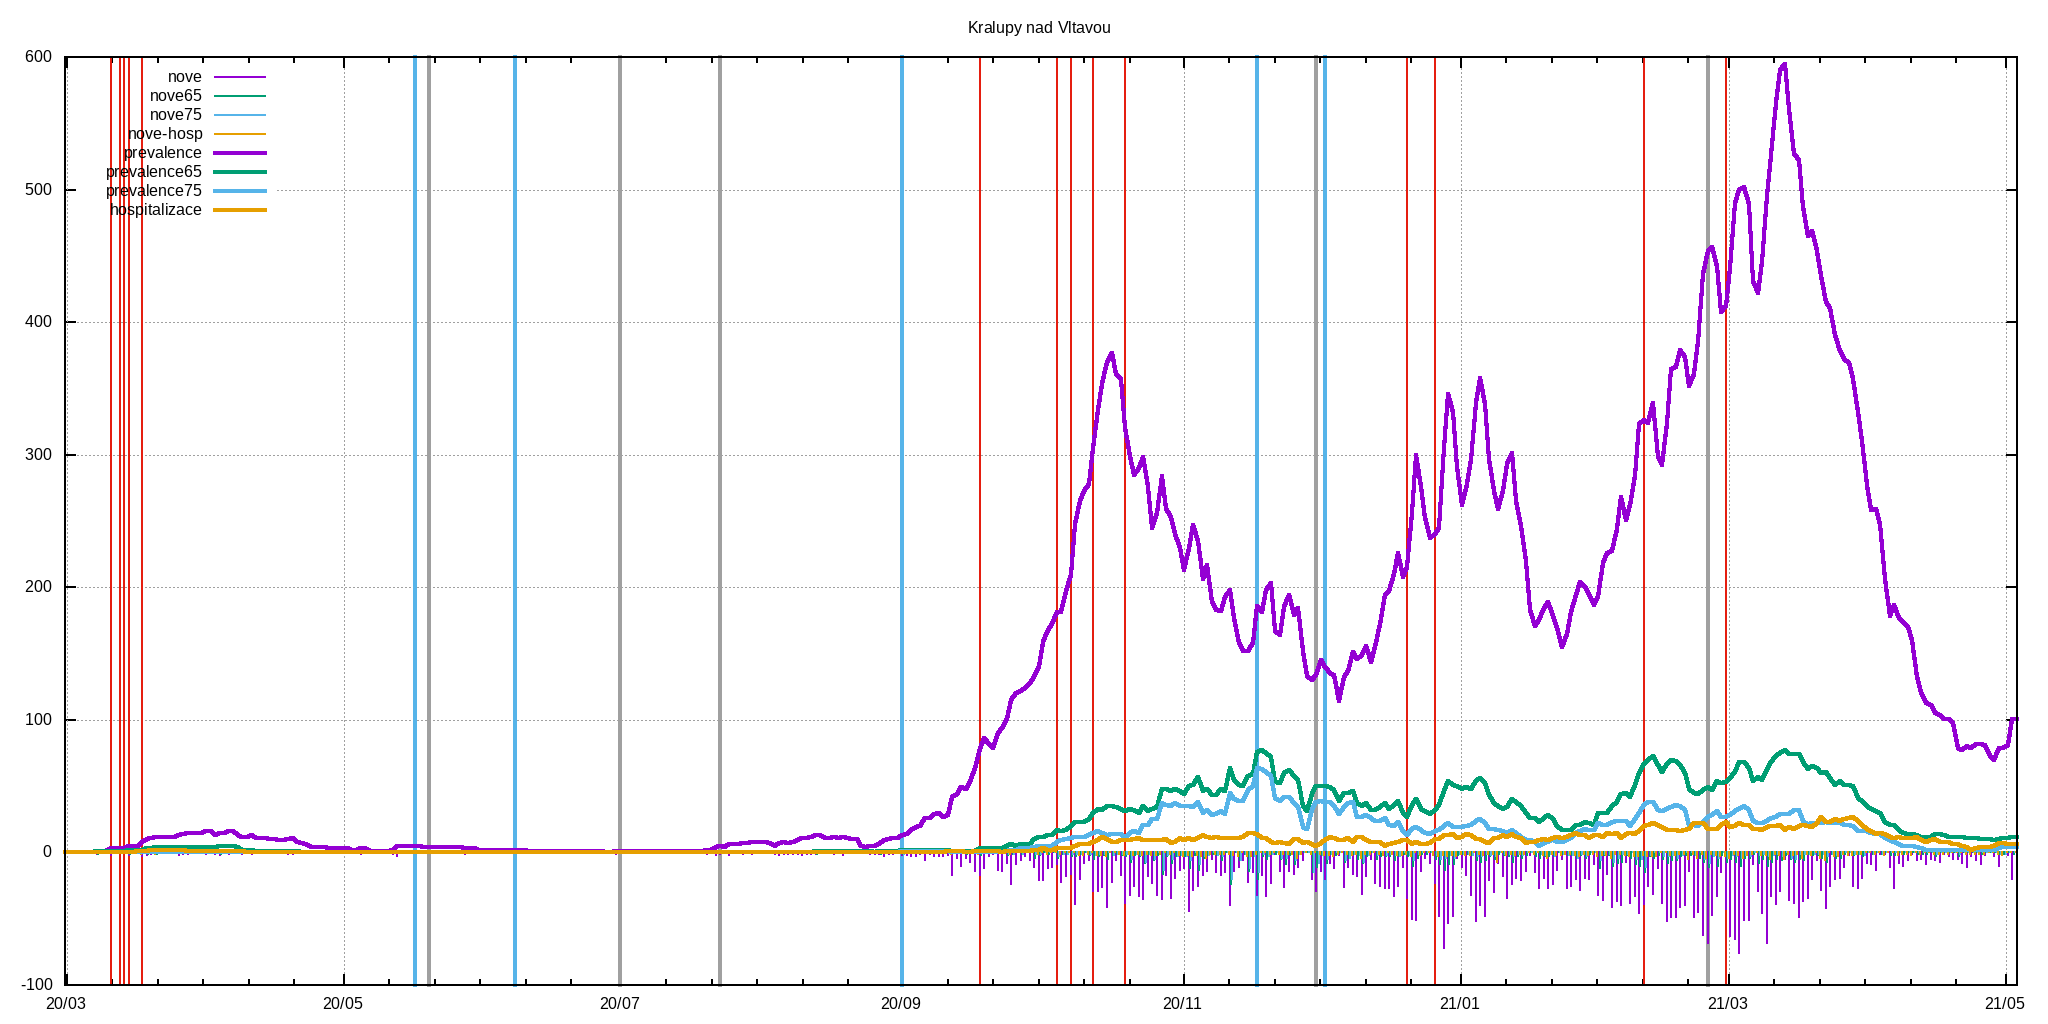 Kralupy nad Vltavou
600
500
400
300
200
100
0
-100
nove
nove65
nove75
nove-hosp
prevalence
prevalence65
prevalence75
hospitalizace
20/03 20/05 20/07 20/09 20/11 21/01 21/03 21/05